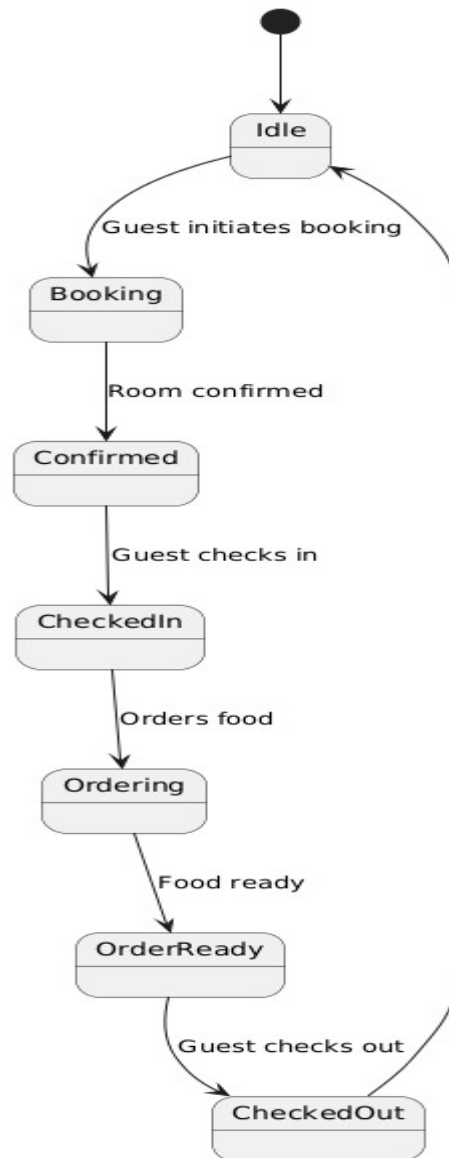 Idle
Guest initiates booking
Booking
Room confirmed
Confirmed
Guest checks in
CheckedIn
Orders food
Ordering
Food ready
OrderReady
Guest checks out
CheckedOut